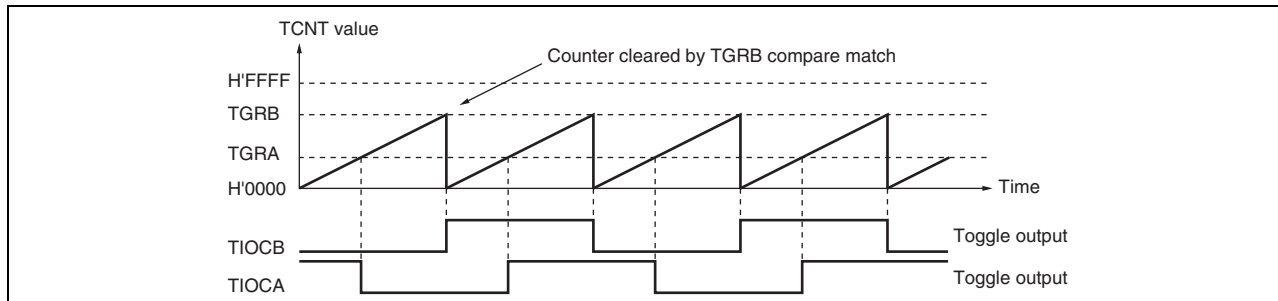 TCNT value
Counter cleared by TGRB compare match
H'FFFF
TGRB
TGRA
H'0000
Time
TIOCB
Toggle output
TIOCA
Toggle output